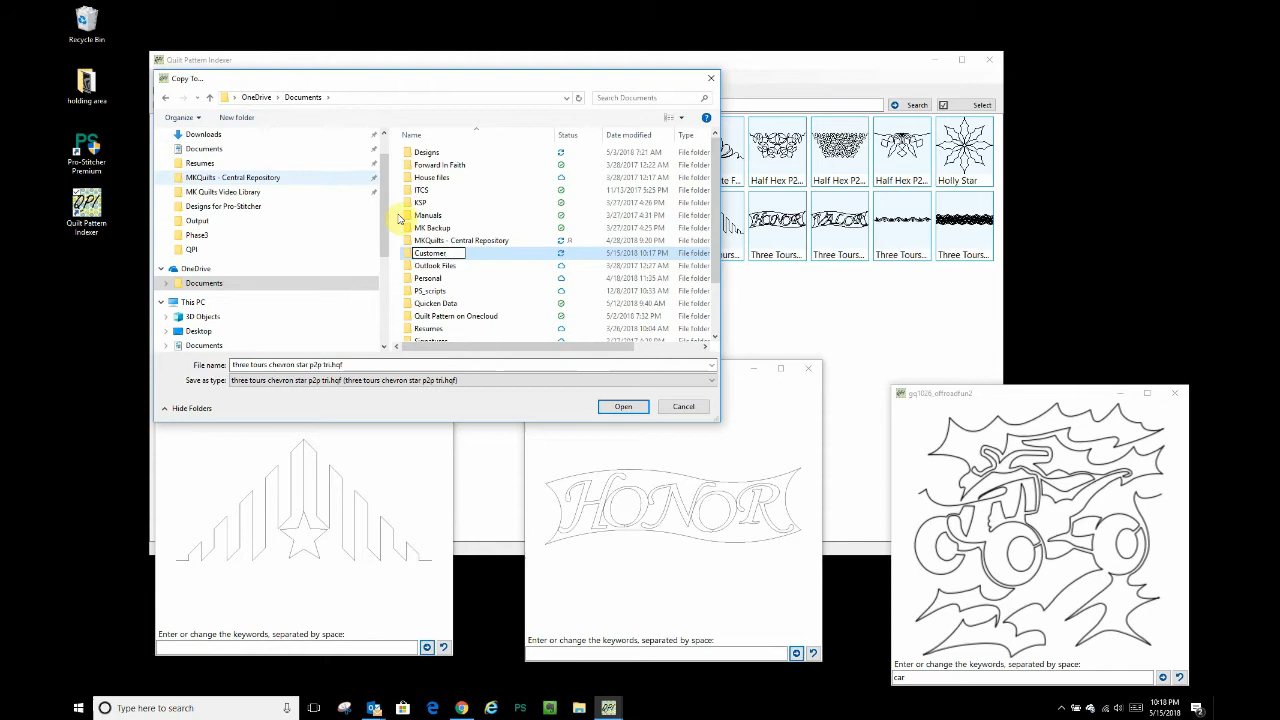 Recycle Bin
holding area
Pro-Stitcher
Premium
Quilt Pattern
Indexer
Quilt Pattern Indexer
Copy To...
OneDrive
Documents
Search Documents
Organize
New folder
Downloads
Documents
Resumes
MKQuilts - Central Repository
MK Quilts Video Library
Designs for Pro-Stitcher
Output
Phase3
QPI
OneDrive
Documents
This PC
3D Objects
Desktop
Documents
Name Status Date modified Type
Designs 5/3/2018 7:21 AM File folder
Forward In Faith 3/28/2017 12:22 AM File folder
House files 3/28/2017 12:17 AM File folder
ITCS 11/13/2017 5:25 PM File folder
KSP 3/27/2017 4:26 PM File folder
Manuals 3/27/2017 4:31 PM File folder
MK Backup 3/27/2017 4:25 PM File folder
MKQuilts - Central Repository 4/28/2018 9:20 PM File folder
Customer 5/15/2018 10:17 PM File folder
Outlook Files 3/28/2017 12:27 AM File folder
Personal 4/18/2018 11:35 AM File folder
PS_scripts 12/8/2017 10:33 AM File folder
Quicken Data 5/12/2018 9:40 AM File folder
Quilt Pattern on Onecloud 5/2/2018 7:32 PM File folder
Resumes 3/26/2018 10:04 AM File folder
File name: three tours chevron star p2p tri.hqf
Save as type: three tours chevron star p2p tri.hqf (three tours chevron star p2p tri.hqf)
Hide Folders
Open
Cancel
Search
Select
Half Hex P2...
Half Hex P2...
Half Hex P2...
Holly Star
Three Tours...
Three Tours...
Three Tours...
Three Tours...
HONOR
Enter or change the keywords, separated by space:
Enter or change the keywords, separated by space:
gq1026_offroadfun2
Enter or change the keywords, separated by space:
car
Type here to search
10:18 PM
5/15/2018